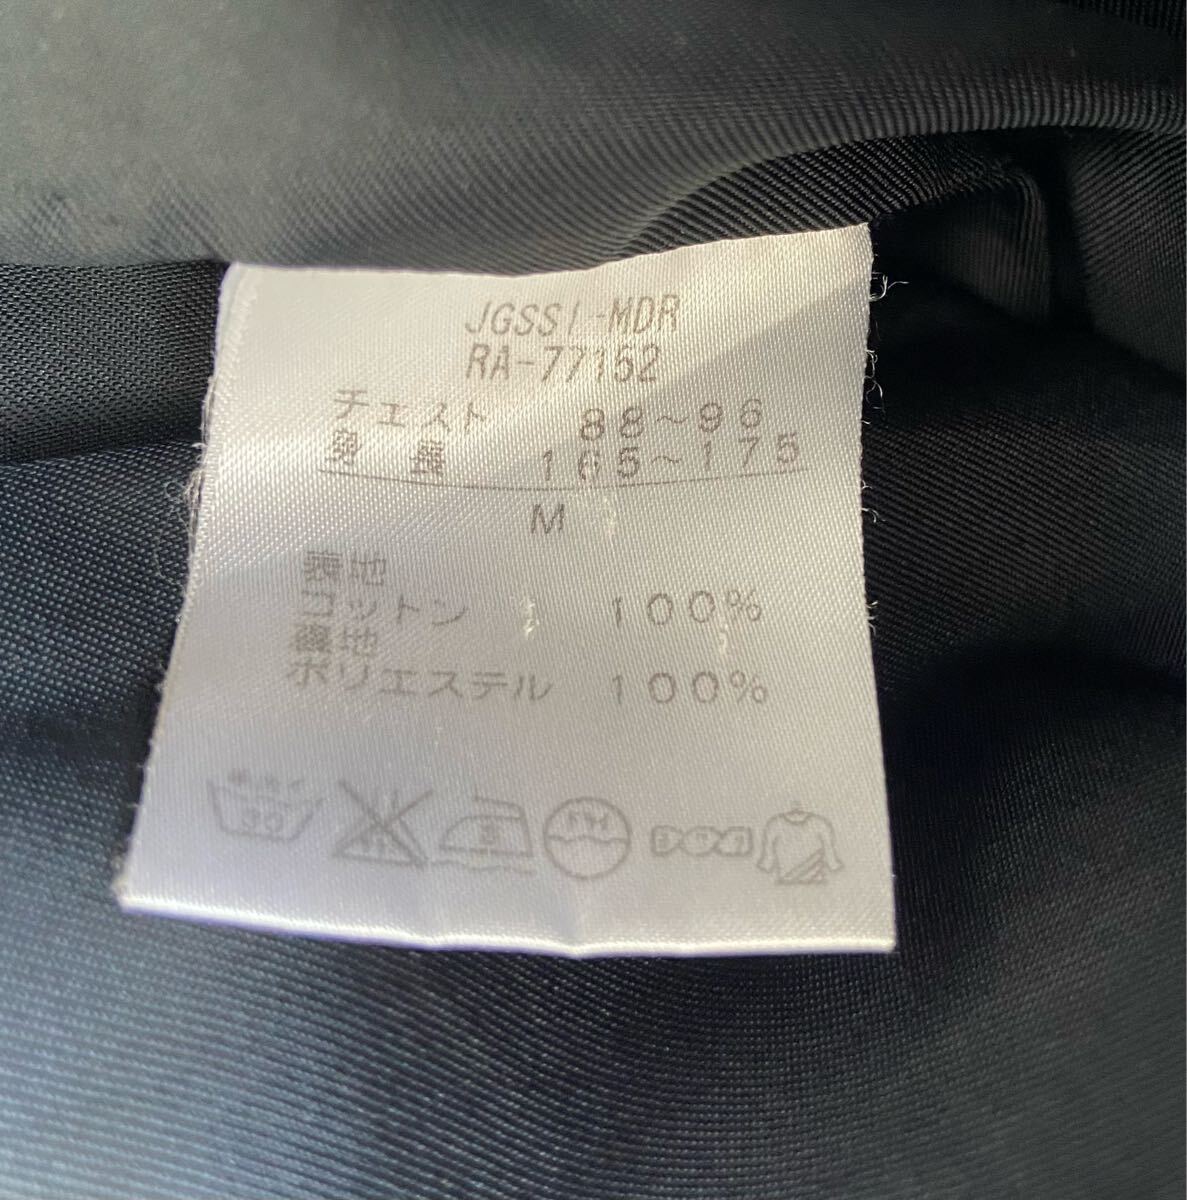 JGSSI-MDR
RA-77152
チェスト 88～96
身長 165～175
M
表地
コットン 100%
裏地
ポリエステル 100%
30